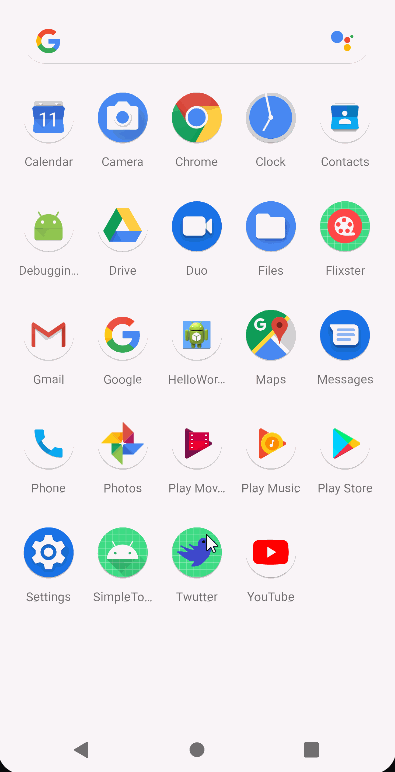 G
11
Calendar Camera Chrome Clock Contacts
Debuggin... Drive Duo Files Flixster
G G
Gmail Google HelloWor... Maps Messages
Phone Photos Play Mov... Play Music Play Store
Settings SimpleTo... Twutter YouTube